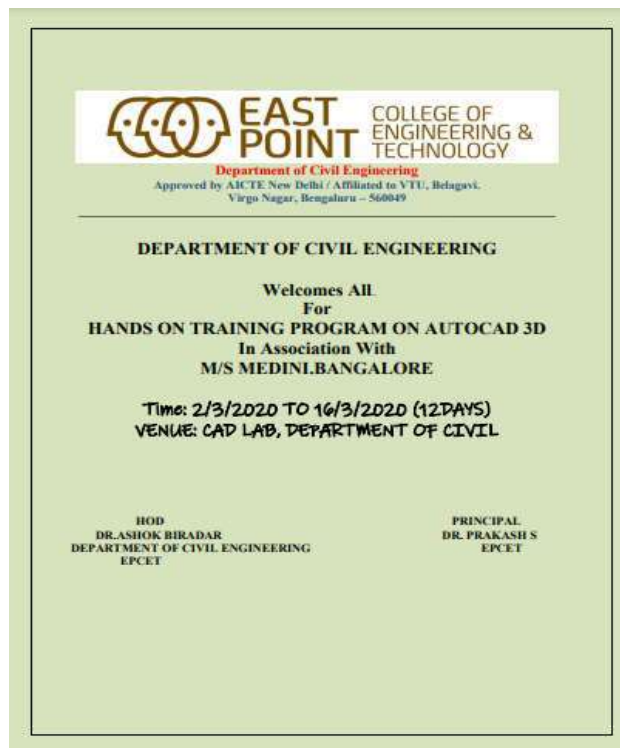 EAST POINT
COLLEGE OF ENGINEERING & TECHNOLOGY
Department of Civil Engineering
Approved by AICTE New Delhi / Affiliated to VTU, Belagavi.
Virgo Nagar, Bengaluru – 560049
DEPARTMENT OF CIVIL ENGINEERING
Welcomes All.
For
HANDS ON TRAINING PROGRAM ON AUTOCAD 3D
In Association With
M/S MEDINI.BANGALORE
Time: 2/3/2020 TO 16/3/2020 (12DAYS)
VENUE: CAD LAB, DEPARTMENT OF CIVIL
HOD
DR.ASHOK BIRADAR
DEPARTMENT OF CIVIL ENGINEERING
EPCET
PRINCIPAL
DR. PRAKASH S
EPCET